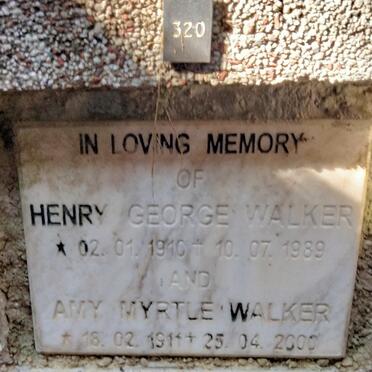 320
IN LOVING MEMORY
OF
HENRY GEORGE WALKER
★ 02. 01. 1910 † 10. 07. 1989
AND
AMY MYRTLE WALKER
★ 18. 02. 1911 † 25. 04. 2000